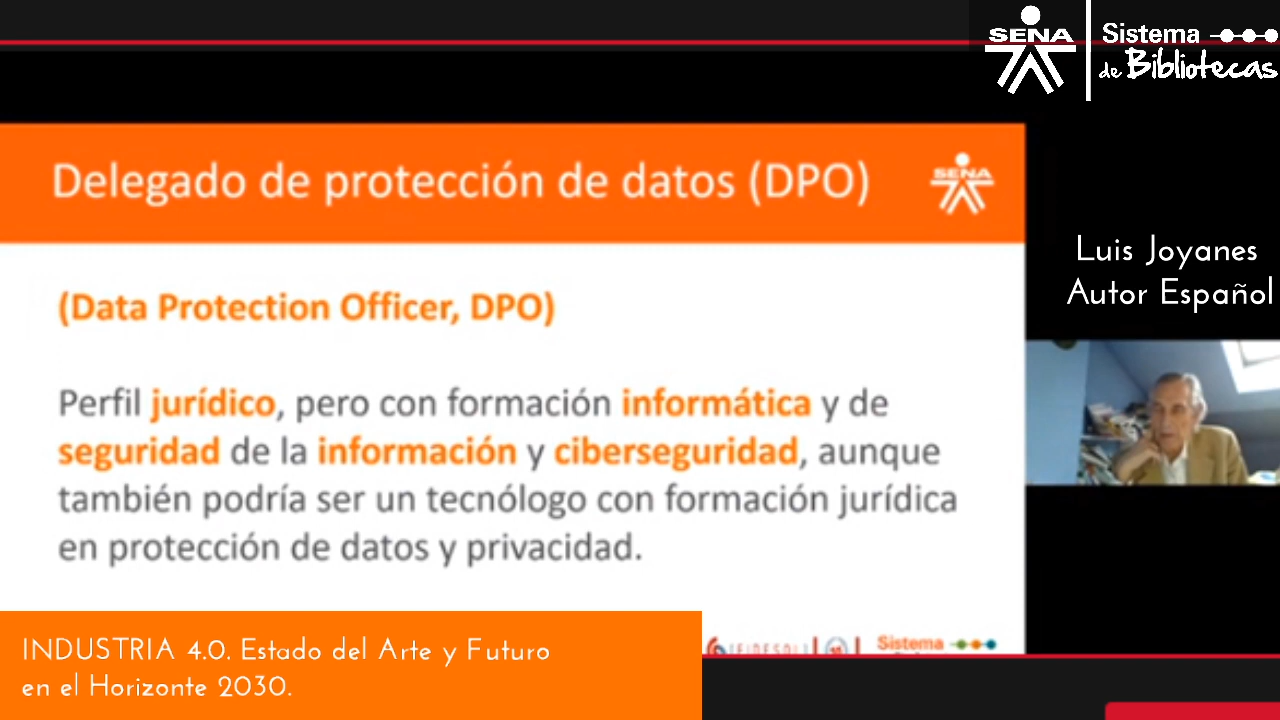 SENA
Sistema
de Bibliotecas
Delegado de protección de datos (DPO)
SENA
Luis Joyanes
Autor Español
(Data Protection Officer, DPO)
Perfil jurídico, pero con formación informática y de
seguridad de la información y ciberseguridad, aunque
también podría ser un tecnólogo con formación jurídica
en protección de datos y privacidad.
Sistema
INDUSTRIA 4.0. Estado del Arte y Futuro
en el Horizonte 2030.